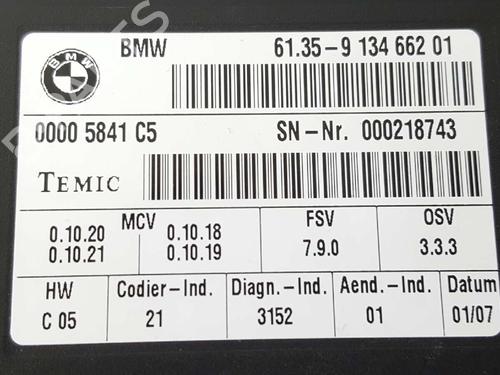 BMW 61.35-9 134 662 01
BMW
0000 5841 C5 SN-Nr. 000218743
TEMIC
MCV FSV OSV
0.10.20 0.10.18
0.10.21 0.10.19 7.9.0 3.3.3
HW Codier-Ind. Diagn.-Ind. Aend.-Ind. Datum
C 05 21 3152 01 01/07